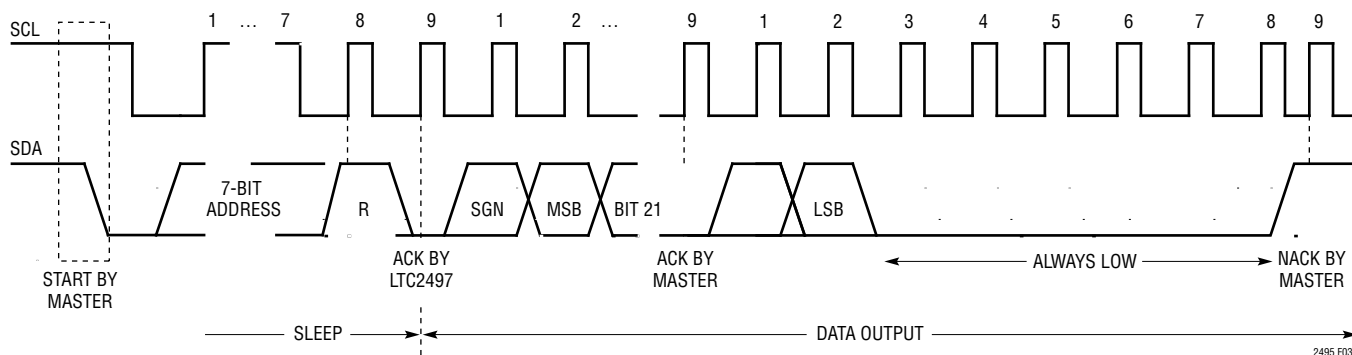 1 … 7 8 9 1 2 … 9 1 2 3 4 5 6 7 8 9
SCL
SDA
7-BIT
ADDRESS
R
SGN
MSB
BIT 21
LSB
START BY
MASTER
ACK BY
LTC2497
ACK BY
MASTER
ALWAYS LOW
NACK BY
MASTER
SLEEP
DATA OUTPUT
2495 F03